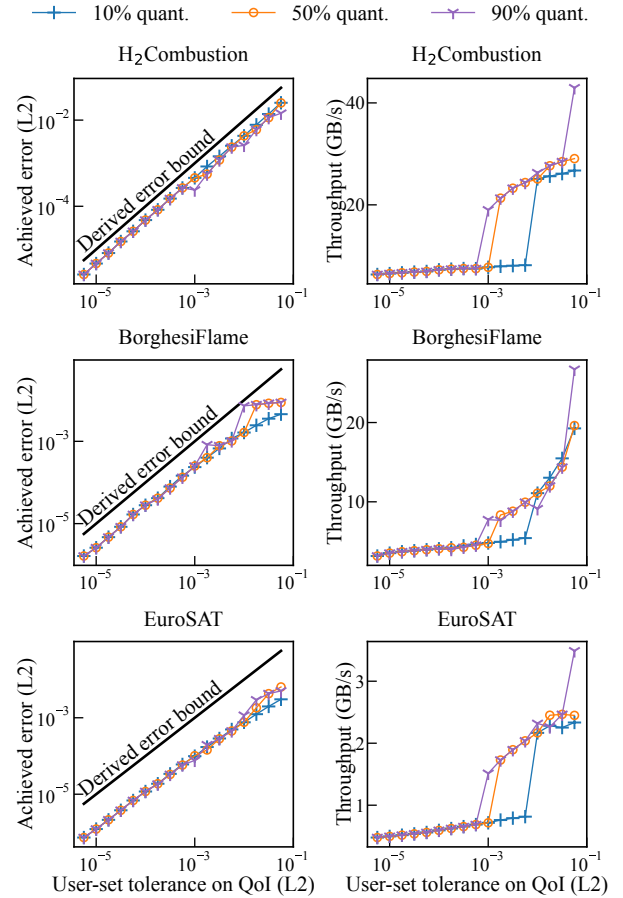 10% quant. 50% quant. 90% quant.
H₂Combustion
H₂Combustion
Achieved error (L2)
10⁻²
10⁻⁴
Derived error bound
10⁻⁵ 10⁻³ 10⁻¹
Throughput (GB/s)
40
20
10⁻⁵ 10⁻³ 10⁻¹
BorghesiFlame
BorghesiFlame
Achieved error (L2)
10⁻³
10⁻⁵
Derived error bound
10⁻⁵ 10⁻³ 10⁻¹
Throughput (GB/s)
20
10
10⁻⁵ 10⁻³ 10⁻¹
EuroSAT
EuroSAT
Achieved error (L2)
10⁻³
10⁻⁵
Derived error bound
10⁻⁵ 10⁻³ 10⁻¹
User-set tolerance on QoI (L2)
Throughput (GB/s)
3
2
1
10⁻⁵ 10⁻³ 10⁻¹
User-set tolerance on QoI (L2)